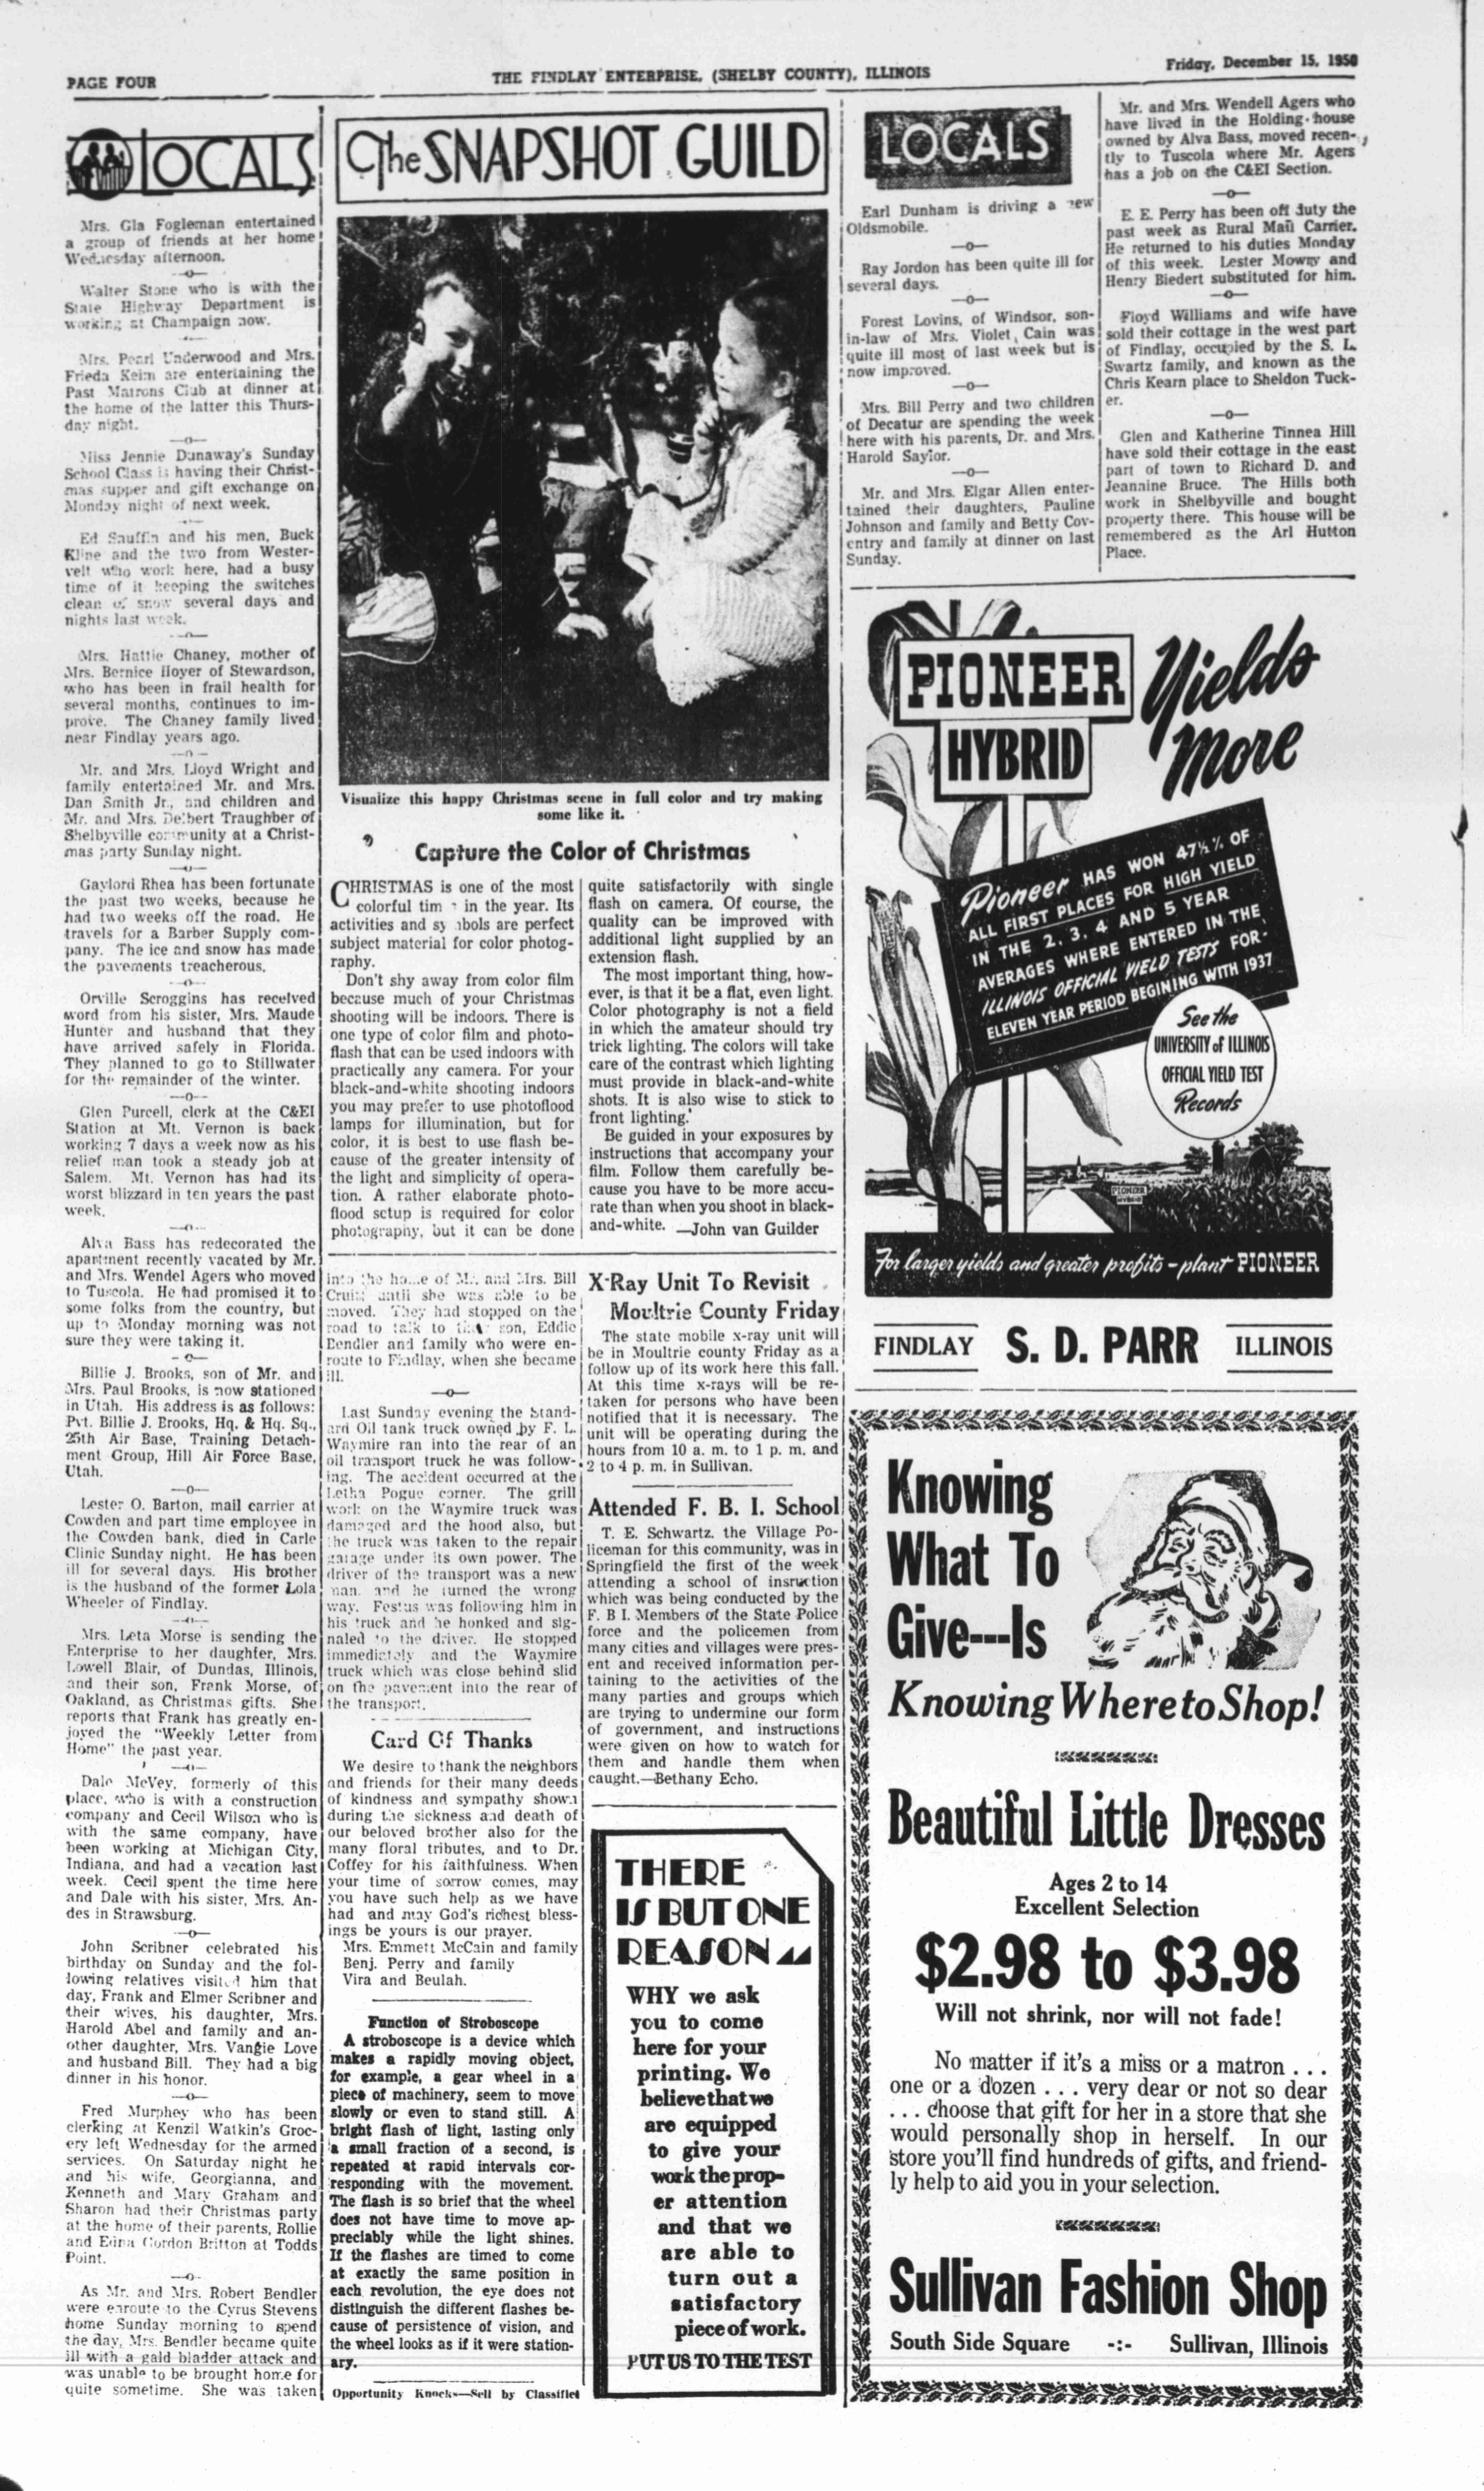 PAGE FOUR
THE FINDLAY ENTERPRISE, (SHELBY COUNTY), ILLINOIS
Friday, December 15, 1950
LOCALS
Mrs. Gla Fogleman entertained
a group of friends at her home
Wednesday afternoon.
—o—
Walter Stone who is with the
State Highway Department is
working at Champaign now.
Mrs. Pearl Underwood and Mrs.
Frieda Keim are entertaining the
Past Matrons Club at dinner at
the home of the latter this Thurs-
day night.
—o—
Miss Jennie Dunaway's Sunday
School Class is having their Christ-
mas supper and gift exchange on
Monday night of next week.
Ed Snuffin and his men, Buck
Kline and the two from Wester-
velt who work here, had a busy
time of it keeping the switches
clean of snow several days and
nights last week.
—o—
Mrs. Hattie Chaney, mother of
Mrs. Bernice Hoyer of Stewardson,
who has been in frail health for
several months, continues to im-
prove. The Chaney family lived
near Findlay years ago.
—o—
Mr. and Mrs. Lloyd Wright and
family entertained Mr. and Mrs.
Dan Smith Jr., and children and
Mr. and Mrs. Delbert Traughber of
Shelbyville community at a Christ-
mas party Sunday night.
—o—
Gaylord Rhea has been fortunate
the past two weeks, because he
had two weeks off the road. He
travels for a Barber Supply com-
pany. The ice and snow has made
the pavements treacherous.
—o—
Orville Scroggins has received
word from his sister, Mrs. Maude
Hunter and husband that they
have arrived safely in Florida.
They planned to go to Stillwater
for the remainder of the winter.
—o—
Glen Purcell, clerk at the C&EI
Station at Mt. Vernon is back
working 7 days a week now as his
relief man took a steady job at
Salem. Mt. Vernon has had its
worst blizzard in ten years the past
week.
—o—
Alva Bass has redecorated the
apartment recently vacated by Mr.
and Mrs. Wendel Agers who moved
to Tuscola. He had promised it to
some folks from the country, but
up to Monday morning was not
sure they were taking it.
—o—
Billie J. Brooks, son of Mr. and
Mrs. Paul Brooks, is now stationed
in Utah. His address is as follows:
Pvt. Billie J. Brooks, Hq. & Hq. Sq.,
25th Air Base, Training Detach-
ment Group, Hill Air Force Base,
Utah.
—o—
Lester O. Barton, mail carrier at
Cowden and part time employee in
the Cowden bank, died in Carle
Clinic Sunday night. He has been
ill for several days. His brother
is the husband of the former Lola
Wheeler of Findlay.
—o—
Mrs. Leta Morse is sending the
Enterprise to her daughter, Mrs.
Lowell Blair, of Dundas, Illinois,
and their son, Frank Morse, of
Oakland, as Christmas gifts. She
reports that Frank has greatly en-
joyed the "Weekly Letter from
Home" the past year.
—o—
Dale McVey, formerly of this
place, who is with a construction
company and Cecil Wilson who is
with the same company, have
been working at Michigan City,
Indiana, and had a vacation last
week. Cecil spent the time here
and Dale with his sister, Mrs. An-
des in Strawsburg.
—o—
John Scribner celebrated his
birthday on Sunday and the fol-
lowing relatives visited him that
day, Frank and Elmer Scribner and
their wives, his daughter, Mrs.
Harold Abel and family and an-
other daughter, Mrs. Vangie Love
and husband Bill. They had a big
dinner in his honor.
—o—
Fred Murphey who has been
clerking at Kenzil Watkin's Groc-
ery left Wednesday for the armed
services. On Saturday night he
and his wife, Georgianna, and
Kenneth and Mary Graham and
Sharon had their Christmas party
at the home of their parents, Rollie
and Edna Gordon Britton at Todds
Point.
—o—
As Mr. and Mrs. Robert Bendler
were enroute to the Cyrus Stevens
home Sunday morning to spend
the day, Mrs. Bendler became quite
ill with a gald bladder attack and
was unable to be brought home for
quite sometime. She was taken
The SNAPSHOT GUILD
Visualize this happy Christmas scene in full color and try making
some like it.
Capture the Color of Christmas
CHRISTMAS is one of the most
colorful tim in the year. Its
activities and sy nbols are perfect
subject material for color photog-
raphy.
Don't shy away from color film
because much of your Christmas
shooting will be indoors. There is
one type of color film and photo-
flash that can be used indoors with
practically any camera. For your
black-and-white shooting indoors
you may prefer to use photoflood
lamps for illumination, but for
color, it is best to use flash be-
cause of the greater intensity of
the light and simplicity of opera-
tion. A rather elaborate photo-
flood setup is required for color
photography, but it can be done
quite satisfactorily with single
flash on camera. Of course, the
quality can be improved with
additional light supplied by an
extension flash.
The most important thing, how-
ever, is that it be a flat, even light.
Color photography is not a field
in which the amateur should try
trick lighting. The colors will take
care of the contrast which lighting
must provide in black-and-white
shots. It is also wise to stick to
front lighting.
Be guided in your exposures by
instructions that accompany your
film. Follow them carefully be-
cause you have to be more accu-
rate than when you shoot in black-
and-white. —John van Guilder
into the home of Mr. and Mrs. Bill
Cruit until she was able to be
moved. They had stopped on the
road to talk to their son, Eddie
Bendler and family who were en-
route to Findlay, when she became
ill.
—o—
Last Sunday evening the Stand-
ard Oil tank truck owned by F. L.
Waymire ran into the rear of an
oil transport truck he was follow-
ing. The accident occurred at the
Letha Pogue corner. The grill
work on the Waymire truck was
damaged and the hood also, but
the truck was taken to the repair
garage under its own power. The
driver of the transport was a new
man, and he turned the wrong
way. Festus was following him in
his truck and he honked and sig-
naled to the driver. He stopped
immediately and the Waymire
truck which was close behind slid
on the pavement into the rear of
the transport.
Card Of Thanks
We desire to thank the neighbors
and friends for their many deeds
of kindness and sympathy shown
during the sickness and death of
our beloved brother also for the
many floral tributes, and to Dr.
Coffey for his faithfulness. When
your time of sorrow comes, may
you have such help as we have
had and may God's richest bless-
ings be yours is our prayer.
Mrs. Emmett McCain and family
Benj. Perry and family
Vira and Beulah.
Function of Stroboscope
A stroboscope is a device which
makes a rapidly moving object,
for example, a gear wheel in a
piece of machinery, seem to move
slowly or even to stand still. A
bright flash of light, lasting only
a small fraction of a second, is
repeated at rapid intervals cor-
responding with the movement.
The flash is so brief that the wheel
does not have time to move ap-
preciably while the light shines.
If the flashes are timed to come
at exactly the same position in
each revolution, the eye does not
distinguish the different flashes be-
cause of persistence of vision, and
the wheel looks as if it were station-
ary.
Opportunity Knocks—Sell by Classified
X-Ray Unit To Revisit
Moultrie County Friday
The state mobile x-ray unit will
be in Moultrie county Friday as a
follow up of its work here this fall.
At this time x-rays will be re-
taken for persons who have been
notified that it is necessary. The
unit will be operating during the
hours from 10 a. m. to 1 p. m. and
2 to 4 p. m. in Sullivan.
Attended F. B. I. School
T. E. Schwartz. the Village Po-
liceman for this community, was in
Springfield the first of the week
attending a school of insruction
which was being conducted by the
F. B I. Members of the State Police
force and the policemen from
many cities and villages were pres-
ent and received information per-
taining to the activities of the
many parties and groups which
are trying to undermine our form
of government, and instructions
were given on how to watch for
them and handle them when
caught.—Bethany Echo.
THERE
IS BUT ONE
REASON
WHY we ask
you to come
here for your
printing. We
believe that we
are equipped
to give your
work the prop-
er attention
and that we
are able to
turn out a
satisfactory
piece of work.
PUT US TO THE TEST
LOCALS
Earl Dunham is driving a new
Oldsmobile.
—o—
Ray Jordon has been quite ill for
several days.
—o—
Forest Lovins, of Windsor, son-
in-law of Mrs. Violet Cain was
quite ill most of last week but is
now improved.
—o—
Mrs. Bill Perry and two children
of Decatur are spending the week
here with his parents, Dr. and Mrs.
Harold Saylor.
—o—
Mr. and Mrs. Elgar Allen enter-
tained their daughters, Pauline
Johnson and family and Betty Cov-
entry and family at dinner on last
Sunday.
Mr. and Mrs. Wendell Agers who
have lived in the Holding house
owned by Alva Bass, moved recen-
tly to Tuscola where Mr. Agers
has a job on the C&EI Section.
—o—
E. E. Perry has been off duty the
past week as Rural Mail Carrier.
He returned to his duties Monday
of this week. Lester Mowry and
Henry Biedert substituted for him.
—o—
Floyd Williams and wife have
sold their cottage in the west part
of Findlay, occupied by the S. L.
Swartz family, and known as the
Chris Kearn place to Sheldon Tuck-
er.
—o—
Glen and Katherine Tinnea Hill
have sold their cottage in the east
part of town to Richard D. and
Jeannine Bruce. The Hills both
work in Shelbyville and bought
property there. This house will be
remembered as the Arl Hutton
Place.
PIONEER
HYBRID
Yields
More
Pioneer HAS WON 47½% OF
ALL FIRST PLACES FOR HIGH YIELD
IN THE 2, 3, 4 AND 5 YEAR
AVERAGES WHERE ENTERED IN THE
ILLINOIS OFFICIAL YIELD TESTS FOR-
ELEVEN YEAR PERIOD BEGINING WITH 1937
See the
UNIVERSITY of ILLINOIS
OFFICIAL YIELD TEST
Records
PIONEER
HYBRID
For larger yields and greater profits - plant PIONEER
FINDLAY S. D. PARR ILLINOIS
Knowing
What To
Give---Is
Knowing Where to Shop!
Beautiful Little Dresses
Ages 2 to 14
Excellent Selection
$2.98 to $3.98
Will not shrink, nor will not fade!
No matter if it's a miss or a matron . . .
one or a dozen . . . very dear or not so dear
. . . choose that gift for her in a store that she
would personally shop in herself. In our
store you'll find hundreds of gifts, and friend-
ly help to aid you in your selection.
Sullivan Fashion Shop
South Side Square -:- Sullivan, Illinois